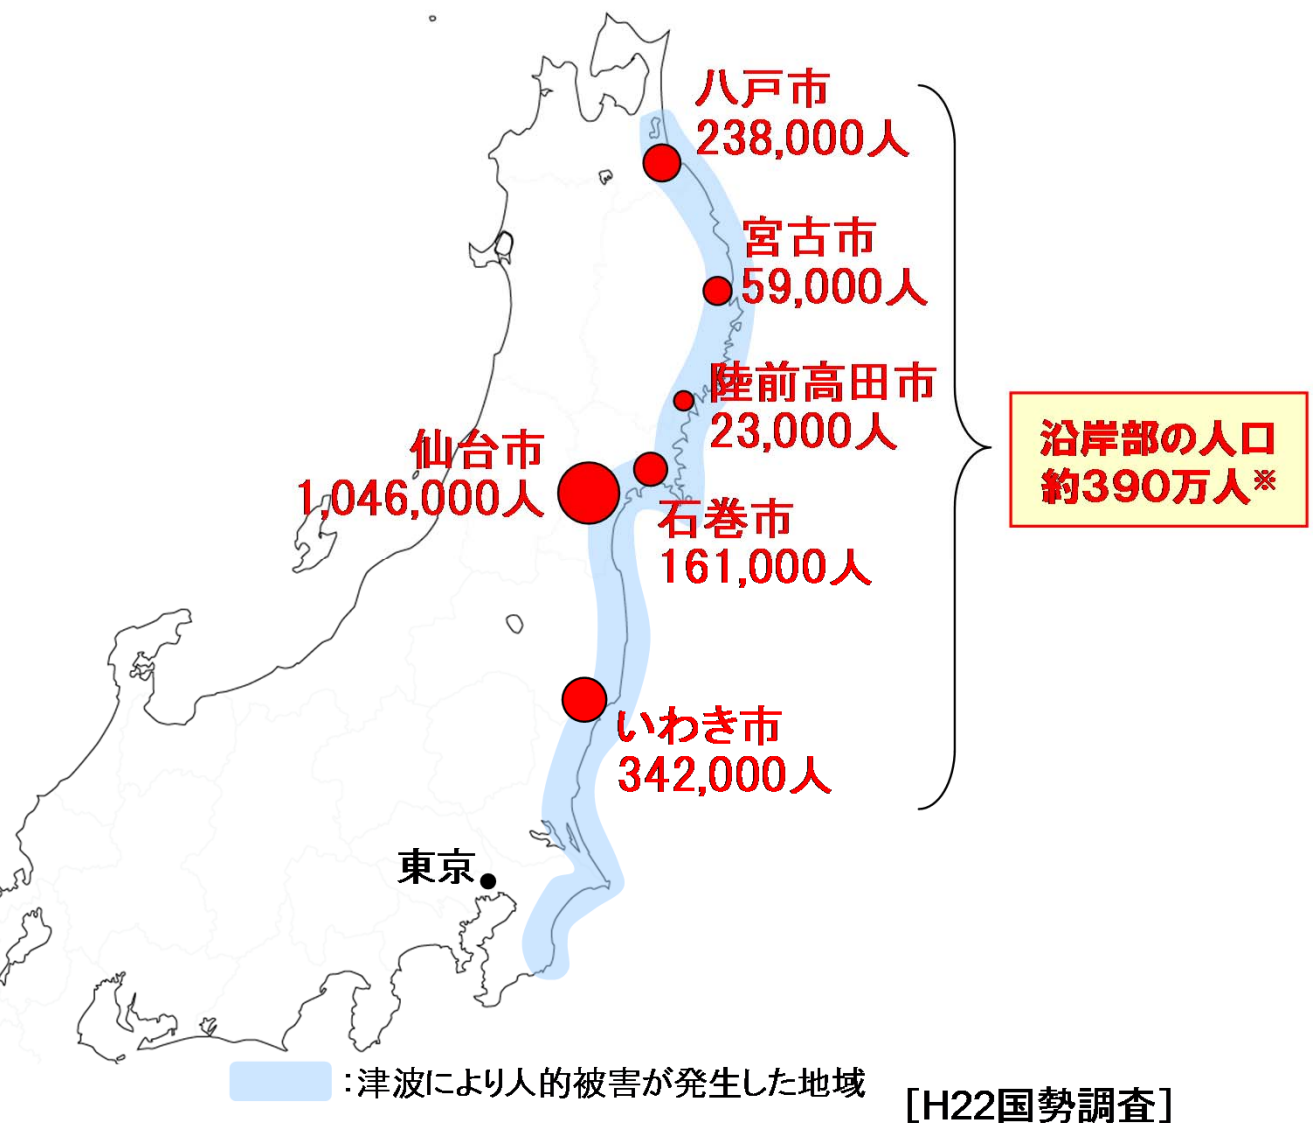 八戸市
238,000人
宮古市
59,000人
陸前高田市
23,000人
仙台市
1,046,000人
石巻市
161,000人
沿岸部の人口
約390万人※
いわき市
342,000人
東京
：津波により人的被害が発生した地域
[H22国勢調査]